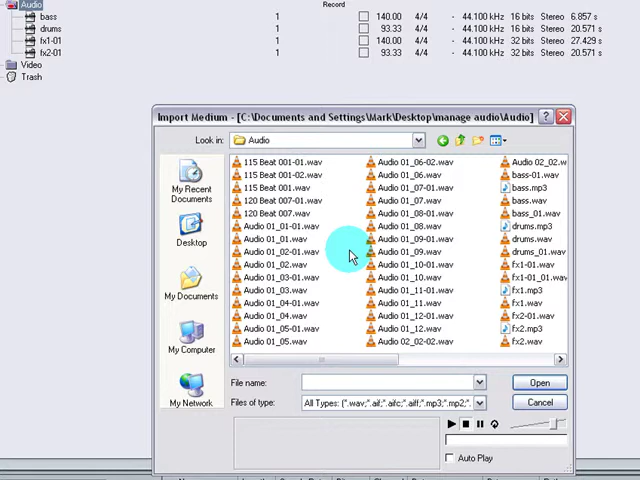 Audio Record
bass 1 140.00 4/4 - 44.100 kHz 16 bits Stereo 6.857 s
drums 1 93.33 4/4 - 44.100 kHz 16 bits Stereo 20.571 s
fx1-01 1 140.00 4/4 - 44.100 kHz 32 bits Stereo 27.429 s
fx2-01 1 93.33 4/4 - 44.100 kHz 32 bits Stereo 20.571 s
Video
Trash
Import Medium - [C:\Documents and Settings\Mark\Desktop\manage audio\Audio]
Look in: Audio
My Recent
Documents
Desktop
My Documents
My Computer
My Network
115 Beat 001-01.wav
115 Beat 001-02.wav
115 Beat 001.wav
120 Beat 007-01.wav
120 Beat 007.wav
Audio 01_01-01.wav
Audio 01_01.wav
Audio 01_02-01.wav
Audio 01_02.wav
Audio 01_03-01.wav
Audio 01_03.wav
Audio 01_04-01.wav
Audio 01_04.wav
Audio 01_05-01.wav
Audio 01_05.wav
Audio 01_06-02.wav
Audio 01_06.wav
Audio 01_07-01.wav
Audio 01_07.wav
Audio 01_08-01.wav
Audio 01_08.wav
Audio 01_09-01.wav
Audio 01_09.wav
Audio 01_10-01.wav
Audio 01_10.wav
Audio 01_11-01.wav
Audio 01_11.wav
Audio 01_12-01.wav
Audio 01_12.wav
Audio 02_02-02.wav
Audio 02_02.w
bass-01.wav
bass.mp3
bass.wav
bass_01.wav
drums.mp3
drums.wav
drums_01.wav
fx1-01.wav
fx1-01_01.wav
fx1.mp3
fx1.wav
fx2-01.wav
fx2.mp3
fx2.wav
File name:
Open
Files of type: All Types: (*.wav;*.aif;*.aifc;*.aiff;*.mp3;*.mp2;*.
Cancel
Auto Play